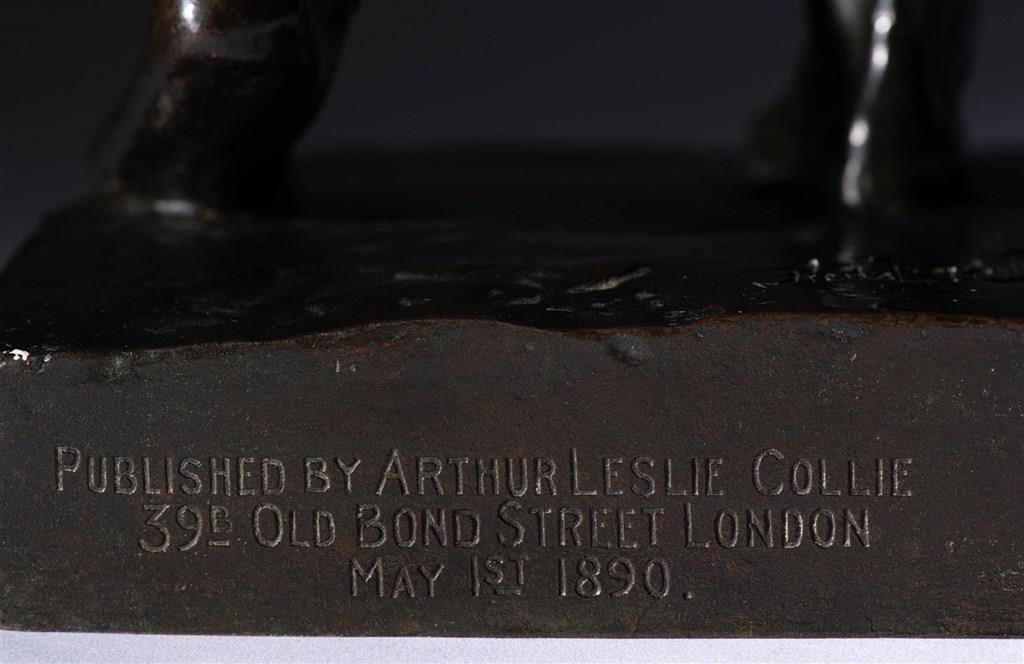 PUBLISHED BY ARTHUR LESLIE COLLIE
39B OLD BOND STREET LONDON
MAY 1ST 1890.